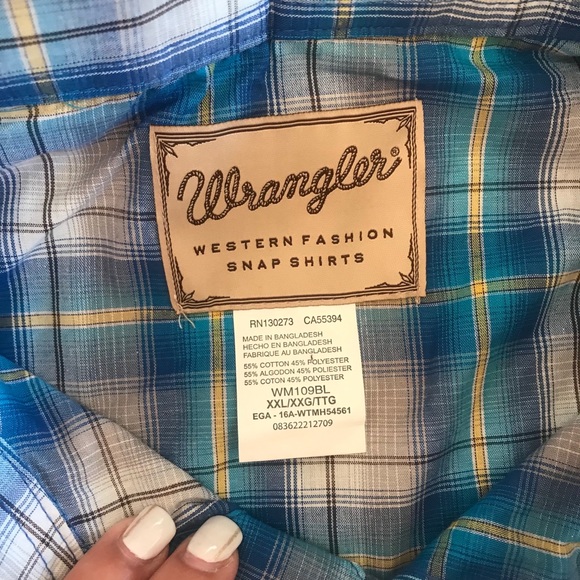 Wrangler®
WESTERN FASHION
SNAP SHIRTS
RN130273 CA55394
MADE IN BANGLADESH
HECHO EN BANGLADESH
FABRIQUE AU BANGLADESH
55% COTTON 45% POLYESTER
55% ALGODON 45% POLIESTER
55% COTON 45% POLYESTER
WM109BL
XXL/XXG/TTG
EGA - 16A-WTMH54561
083622212709